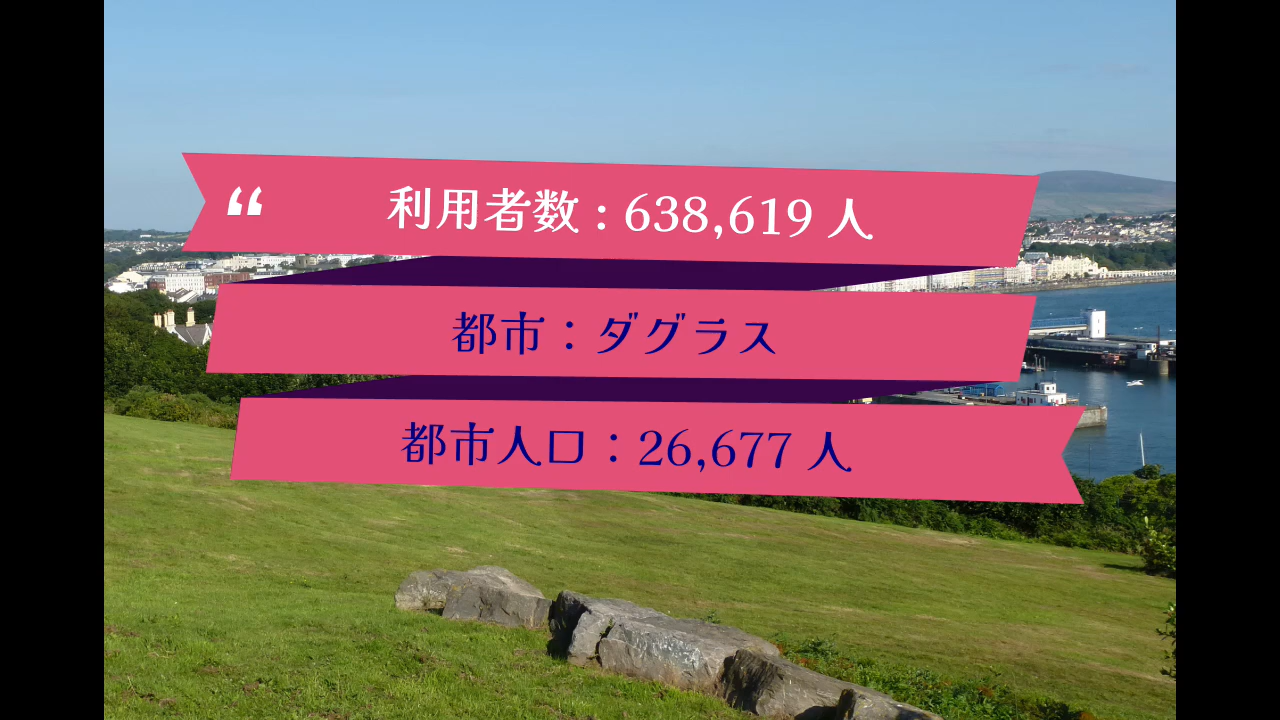 “ 利用者数 : 638,619 人
都市：ダグラス
都市人口：26,677 人